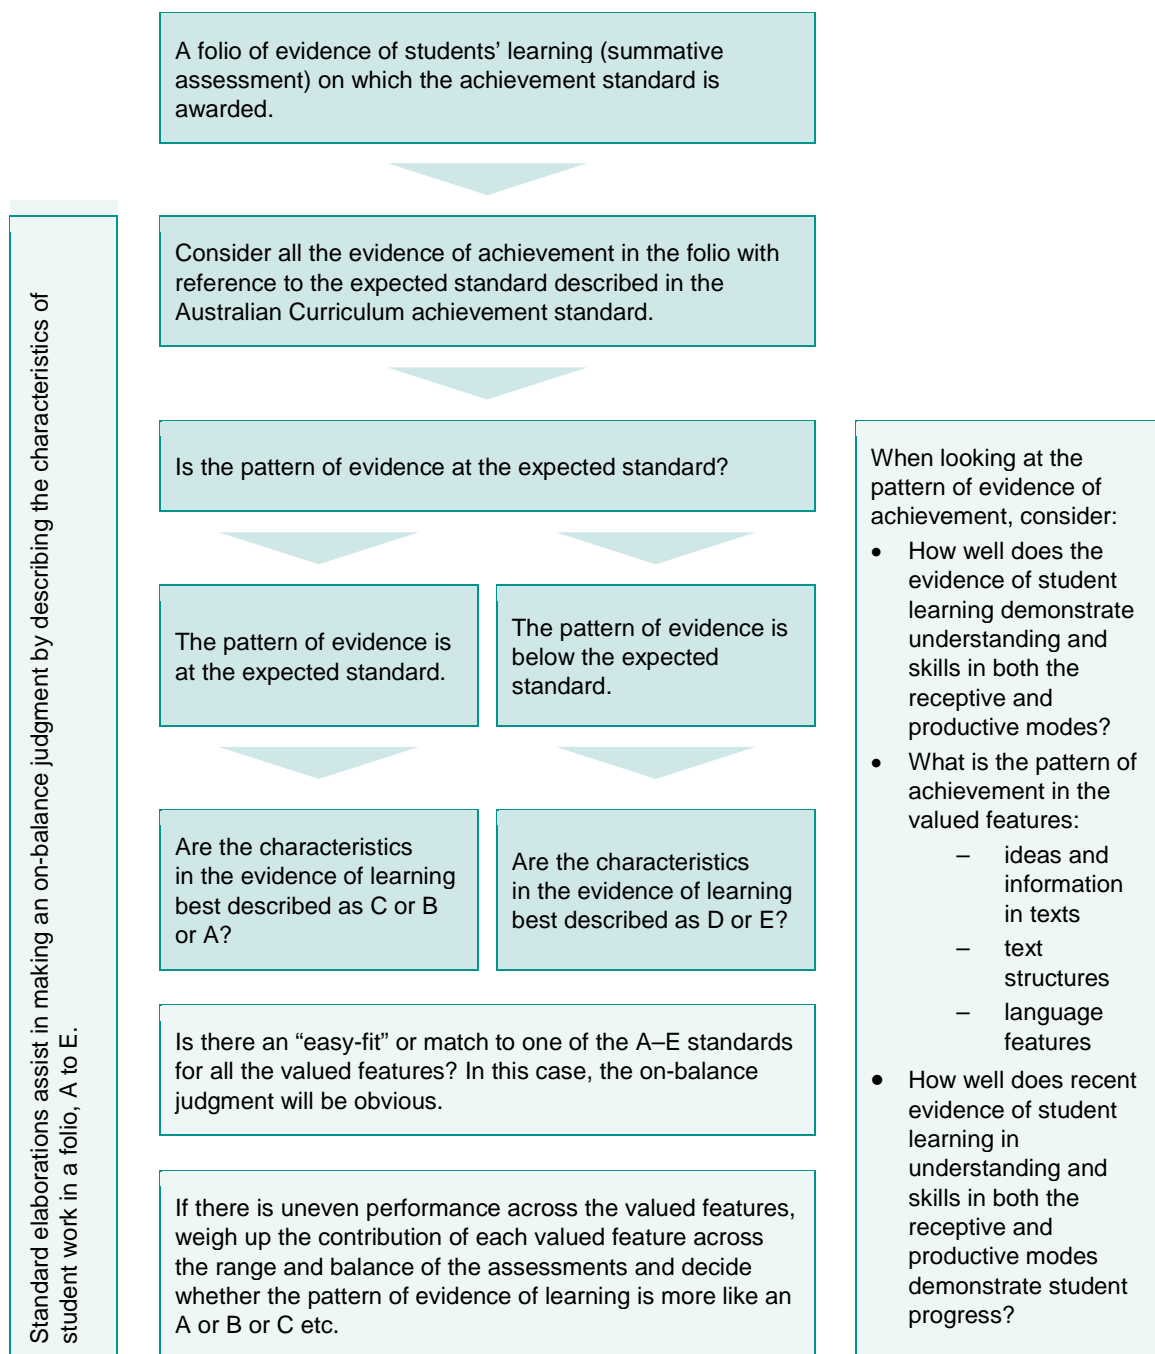 A folio of evidence of students’ learning (summative
assessment) on which the achievement standard is
awarded.
Standard elaborations assist in making an on-balance judgment by describing the characteristics of
student work in a folio, A to E.
Consider all the evidence of achievement in the folio with
reference to the expected standard described in the
Australian Curriculum achievement standard.
Is the pattern of evidence at the expected standard?
The pattern of evidence is
at the expected standard.
The pattern of evidence is
below the expected
standard.
Are the characteristics
in the evidence of learning
best described as C or B
or A?
Are the characteristics
in the evidence of learning
best described as D or E?
Is there an “easy-fit” or match to one of the A–E standards
for all the valued features? In this case, the on-balance
judgment will be obvious.
If there is uneven performance across the valued features,
weigh up the contribution of each valued feature across
the range and balance of the assessments and decide
whether the pattern of evidence of learning is more like an
A or B or C etc.
When looking at the
pattern of evidence of
achievement, consider:
• How well does the
evidence of student
learning demonstrate
understanding and
skills in both the
receptive and
productive modes?
• What is the pattern of
achievement in the
valued features:
– ideas and
information
in texts
– text
structures
– language
features
• How well does recent
evidence of student
learning in
understanding and
skills in both the
receptive and
productive modes
demonstrate student
progress?